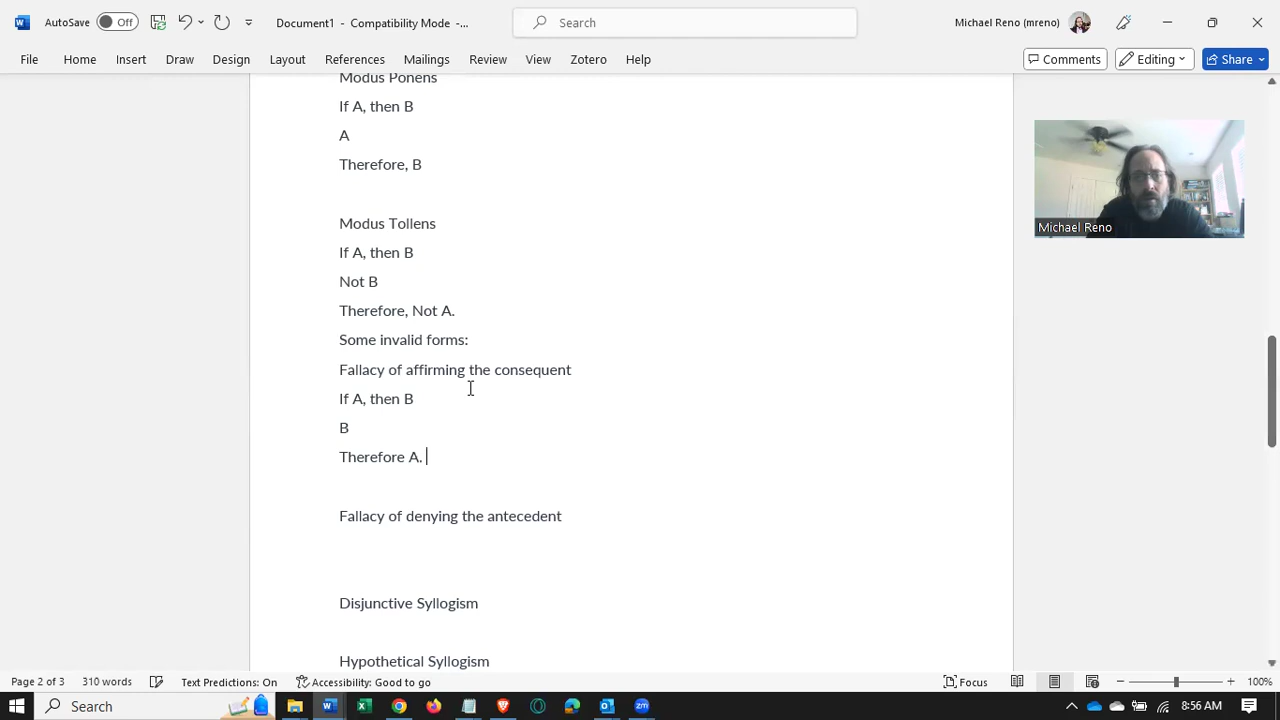 AutoSave Off Document1 - Compatibility Mode -... Search Michael Reno (mreno)
File Home Insert Draw Design Layout References Mailings Review View Zotero Help Comments Editing Share
Modus Ponens
If A, then B
A
Therefore, B
Michael Reno
Modus Tollens
If A, then B
Not B
Therefore, Not A.
Some invalid forms:
Fallacy of affirming the consequent
If A, then B
B
Therefore A.
Fallacy of denying the antecedent
Disjunctive Syllogism
Hypothetical Syllogism
Page 2 of 3 310 words Text Predictions: On Accessibility: Good to go Focus 100%
Search 8:56 AM